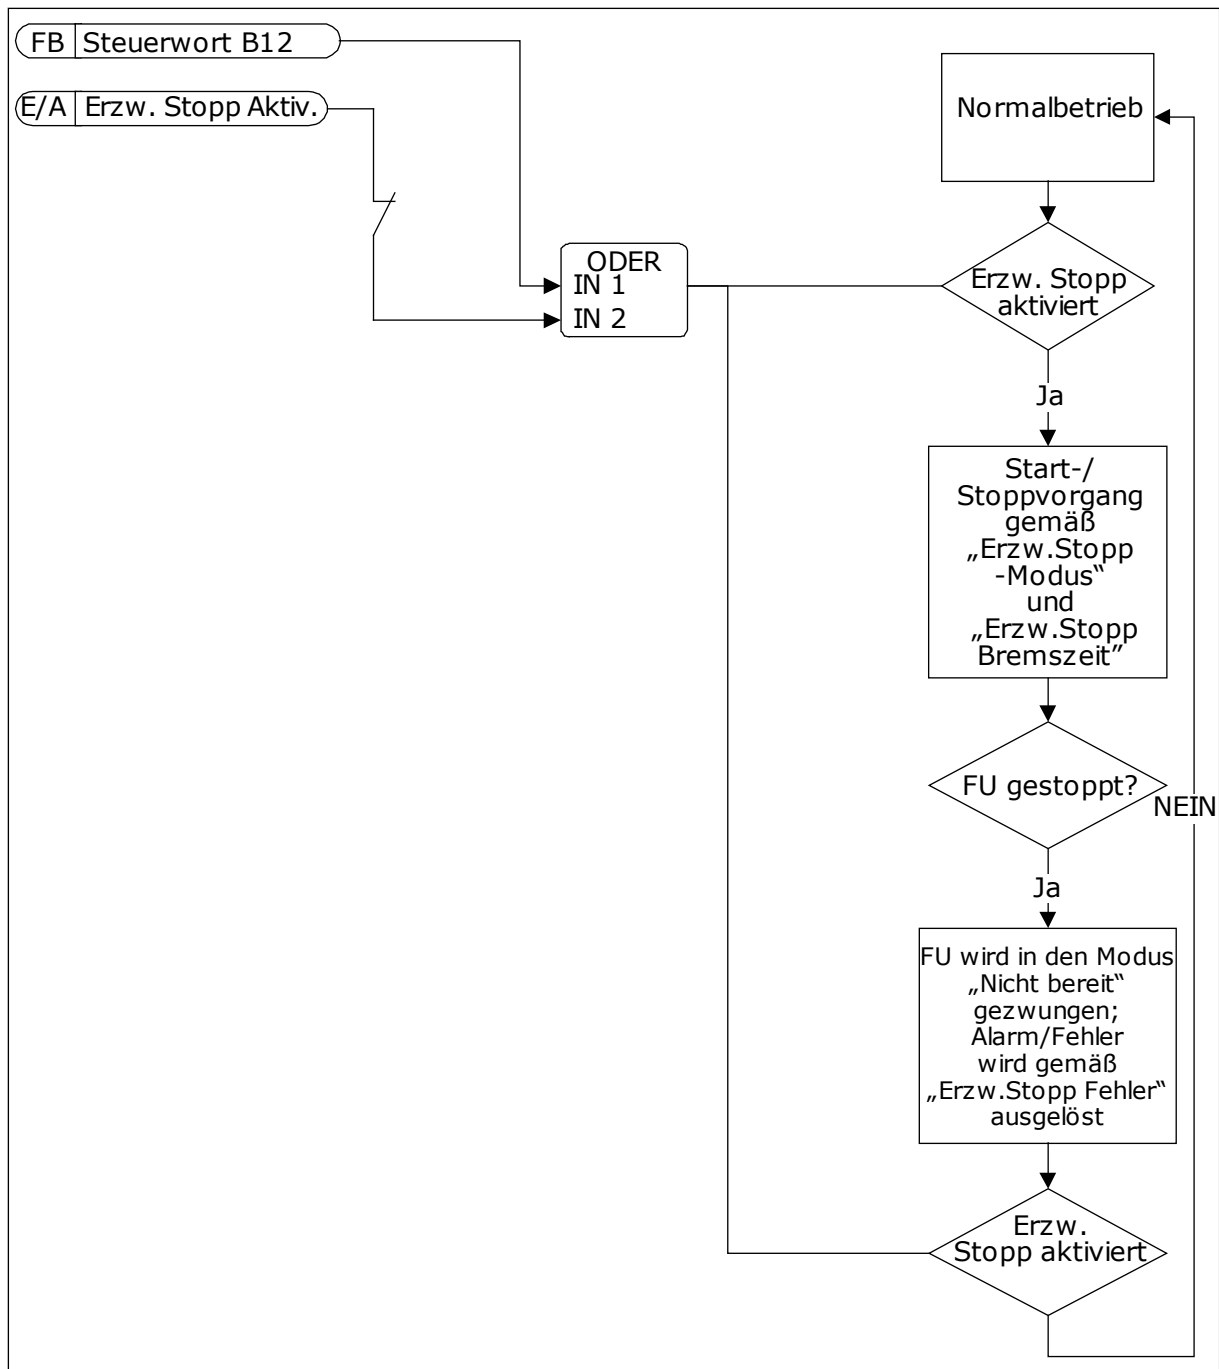 FB Steuerwort B12
E/A Erzw. Stopp Aktiv.
Normalbetrieb
ODER
IN 1
IN 2
Erzw. Stopp
aktiviert
Ja
Start-/
Stoppvorgang
gemäß
„Erzw.Stopp
-Modus“
und
„Erzw.Stopp
Bremszeit”
FU gestoppt?
NEIN
Ja
FU wird in den Modus
„Nicht bereit“
gezwungen;
Alarm/Fehler
wird gemäß
„Erzw.Stopp Fehler“
ausgelöst
Erzw.
Stopp aktiviert